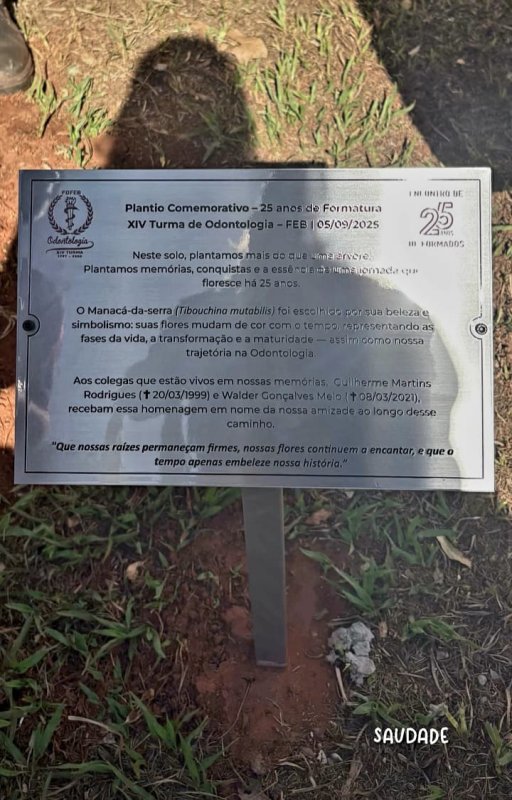 FOFEB
Odontologia
XIV TURMA
1997 - 2000
ENCONTRO DE
25
ANOS
DE FORMADOS
Plantio Comemorativo – 25 anos de Formatura
XIV Turma de Odontologia – FEB | 05/09/2025
Neste solo, plantamos mais do que uma árvore.
Plantamos memórias, conquistas e a essência de uma jornada que
floresce há 25 anos.
O Manacá-da-serra (Tibouchina mutabilis) foi escolhido por sua beleza e
simbolismo: suas flores mudam de cor com o tempo, representando as
fases da vida, a transformação e a maturidade — assim como nossa
trajetória na Odontologia.
Aos colegas que estão vivos em nossas memórias, Guilherme Martins
Rodrigues (✝ 20/03/1999) e Walder Gonçalves Melo (✝ 08/03/2021),
recebam essa homenagem em nome da nossa amizade ao longo desse
caminho.
"Que nossas raízes permaneçam firmes, nossas flores continuem a encantar, e que o
tempo apenas embeleze nossa história."
SAUDADE